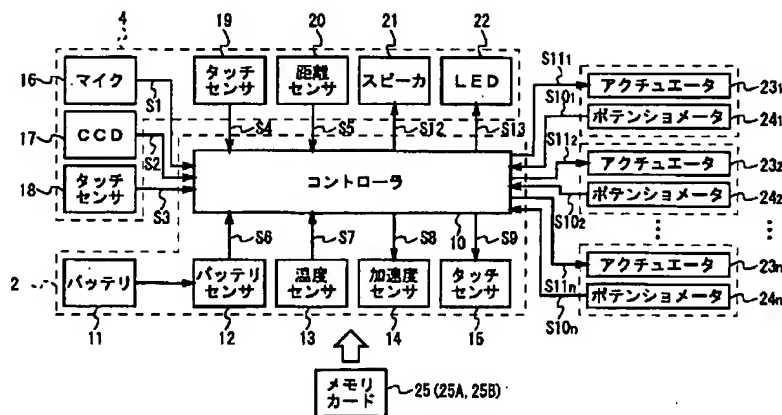 4 19 20 21 22
16 マイク タッチセンサ 距離センサ スピーカ LED
S1 S11₁ アクチュエータ 23₁
S10₁ ポテンショメータ 24₁
17 CCD S2 S4 S5 S12 S13
S11₂ アクチュエータ 23₂
18 タッチセンサ S3 コントローラ
S10₂ ポテンショメータ 24₂
S6 S7 S8 10 S9
2 バッテリ バッテリセンサ 温度センサ 加速度センサ タッチセンサ
アクチュエータ 23n
S11n ポテンショメータ 24n
S10n
11 12 13 14 15
メモリカード 25 (25A, 25B)